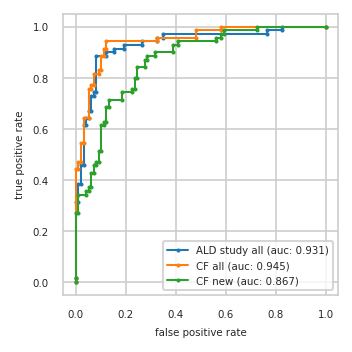 1.0
0.8
0.6
0.4
0.2
0.0
true positive rate
ALD study all (auc: 0.931)
CF all (auc: 0.945)
CF new (auc: 0.867)
0.0 0.2 0.4 0.6 0.8 1.0
false positive rate